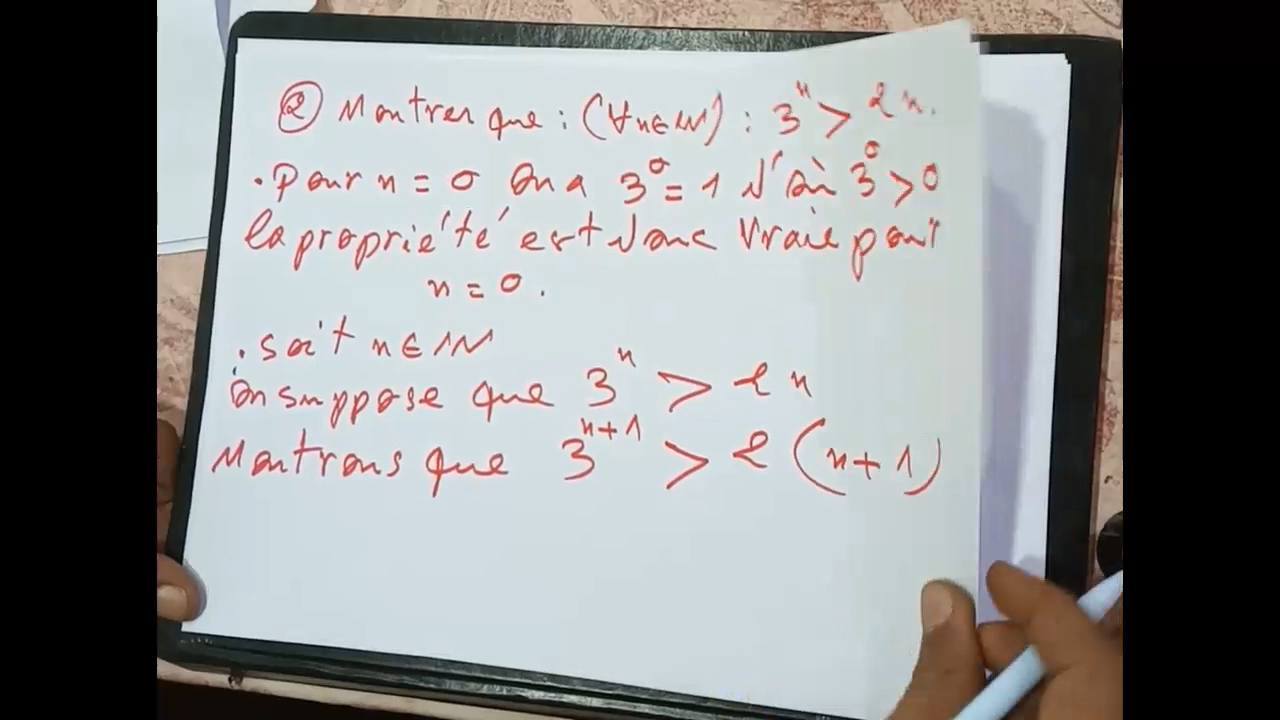 ② Montrer que : (∀n∈ℕ) : 3ⁿ > 2n.
. Pour n = 0 On a 3⁰ = 1 d'où 3⁰ > 0
la propriété est donc vraie pour
n = 0.
. soit n ∈ ℕ
on suppose que 3ⁿ > 2n
Montrons que 3ⁿ⁺¹ > 2(n+1)